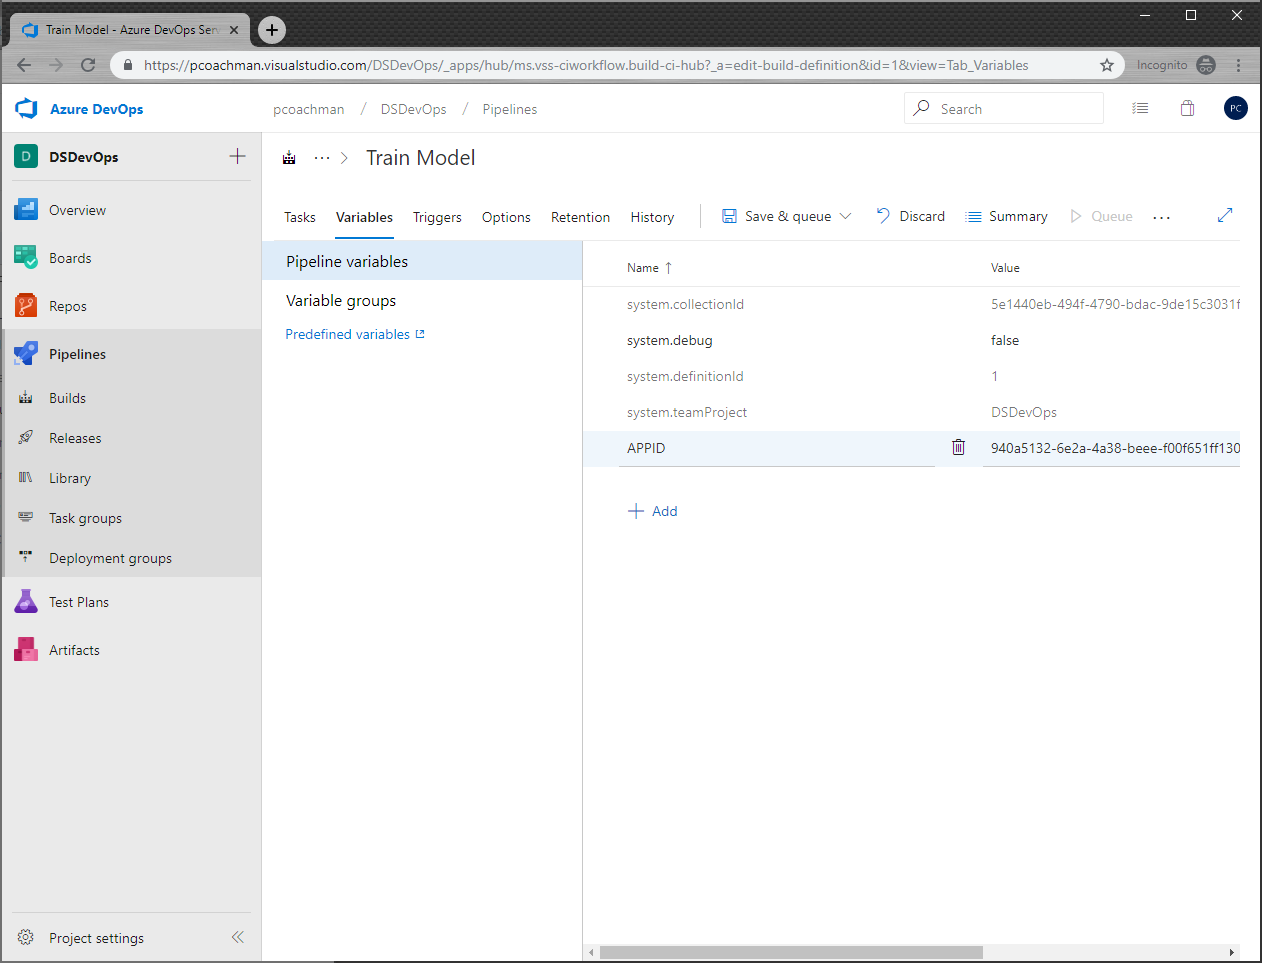 Train Model - Azure DevOps Serv
https://pcoachman.visualstudio.com/DSDevOps/_apps/hub/ms.vss-ciworkflow.build-ci-hub?_a=edit-build-definition&id=1&view=Tab_Variables
Incognito
Azure DevOps
pcoachman / DSDevOps / Pipelines
Search
PC
D DSDevOps
Overview
Boards
Repos
Pipelines
Builds
Releases
Library
Task groups
Deployment groups
Test Plans
Artifacts
Project settings
... > Train Model
Tasks Variables Triggers Options Retention History Save & queue Discard Summary Queue ...
Pipeline variables
Variable groups
Predefined variables
Name ↑ Value
system.collectionId 5e1440eb-494f-4790-bdac-9de15c3031f
system.debug false
system.definitionId 1
system.teamProject DSDevOps
APPID 940a5132-6e2a-4a38-beee-f00f651ff130
+ Add